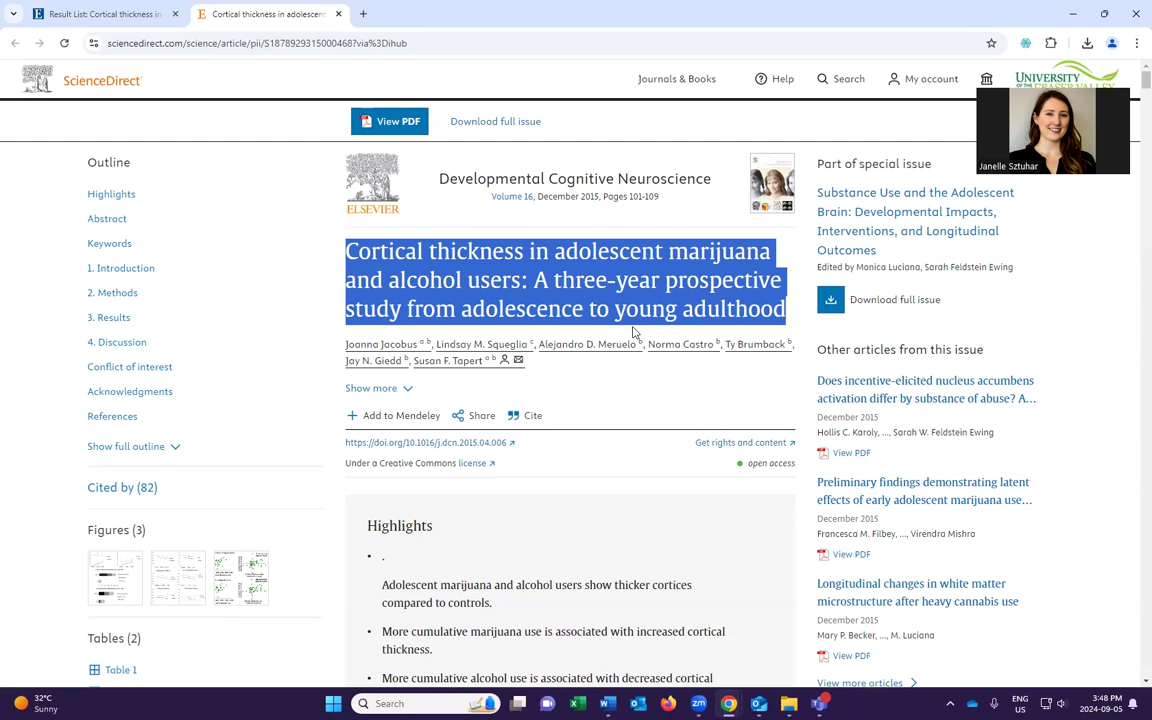 Result List: Cortical thickness in
Cortical thickness in adolescent
sciencedirect.com/science/article/pii/S1878929315000468?via%3Dihub
ScienceDirect
Journals & Books
Help
Search
My account
UNIVERSITY
OF THE FRASER VALLEY
Janelle Sztuhar
View PDF
Download full issue
Outline
Highlights
Abstract
Keywords
1. Introduction
2. Methods
3. Results
4. Discussion
Conflict of interest
Acknowledgments
References
Show full outline
Cited by (82)
Figures (3)
Tables (2)
Table 1
ELSEVIER
Developmental Cognitive Neuroscience
Volume 16, December 2015, Pages 101-109
Cortical thickness in adolescent marijuana
and alcohol users: A three-year prospective
study from adolescence to young adulthood
Joanna Jacobus a b, Lindsay M. Squeglia c, Alejandro D. Meruelo b, Norma Castro b, Ty Brumback b,
Jay N. Giedd b, Susan F. Tapert a b
Show more
Add to Mendeley
Share
Cite
https://doi.org/10.1016/j.dcn.2015.04.006
Get rights and content
Under a Creative Commons license
open access
Highlights
• .
Adolescent marijuana and alcohol users show thicker cortices
compared to controls.
• More cumulative marijuana use is associated with increased cortical
thickness.
• More cumulative alcohol use is associated with decreased cortical
Part of special issue
Substance Use and the Adolescent
Brain: Developmental Impacts,
Interventions, and Longitudinal
Outcomes
Edited by Monica Luciana, Sarah Feldstein Ewing
Download full issue
Other articles from this issue
Does incentive-elicited nucleus accumbens
activation differ by substance of abuse? A…
December 2015
Hollis C. Karoly, ..., Sarah W. Feldstein Ewing
View PDF
Preliminary findings demonstrating latent
effects of early adolescent marijuana use…
December 2015
Francesca M. Filbey, ..., Virendra Mishra
View PDF
Longitudinal changes in white matter
microstructure after heavy cannabis use
December 2015
Mary P. Becker, ..., M. Luciana
View PDF
View more articles
32°C
Sunny
Search
ENG
US
3:48 PM
2024-09-05